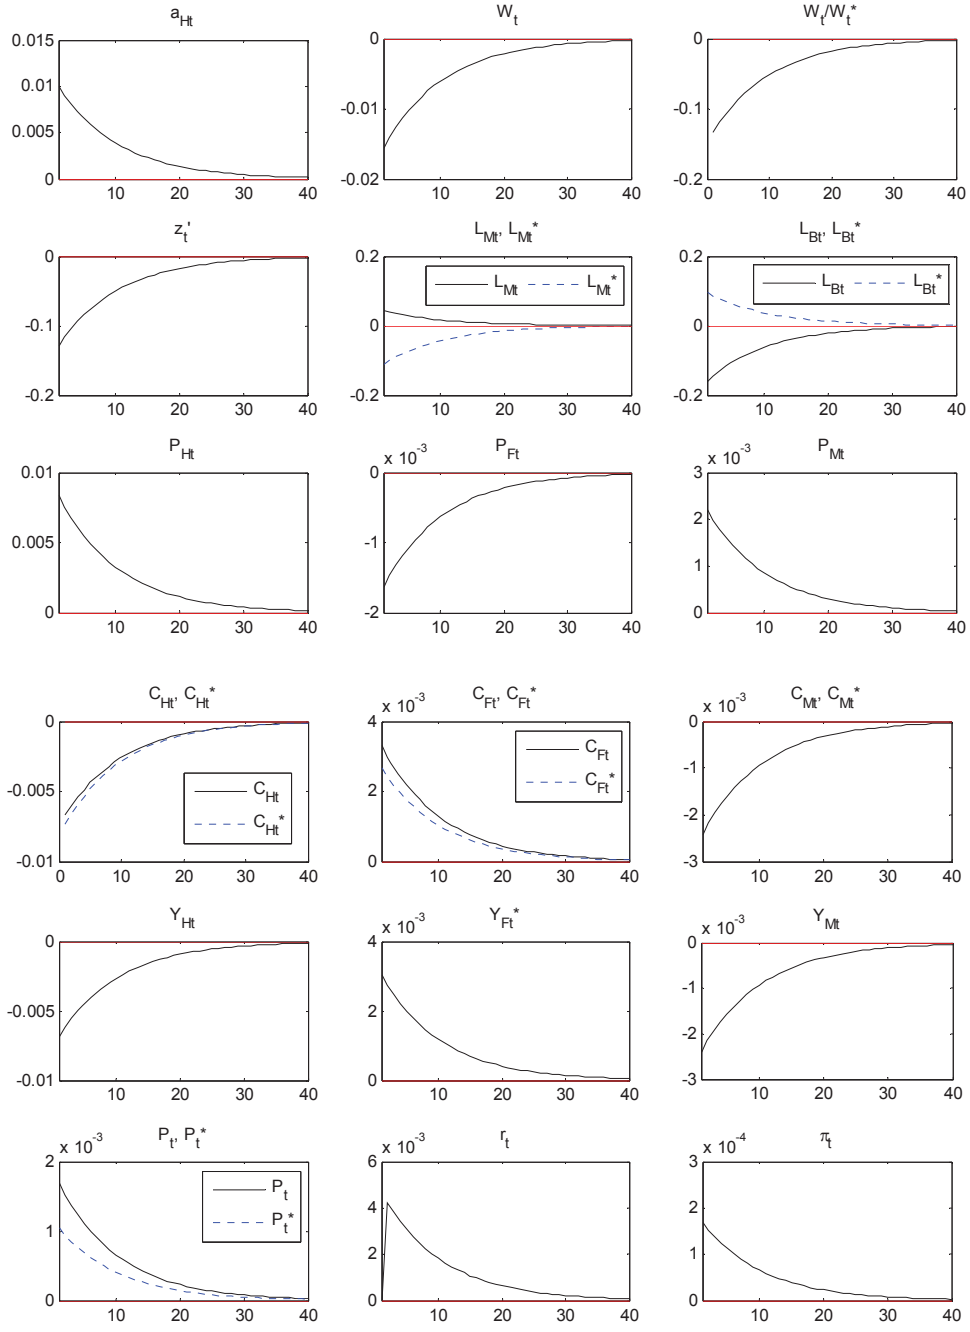 a_Ht
W_t
W_t/W_t*
0.015
0.01
0.005
0
10 20 30 40
0
-0.01
-0.02
10 20 30 40
0
-0.1
-0.2
0 10 20 30 40
z_t'
L_Mt, L_Mt*
L_Bt, L_Bt*
0
-0.1
-0.2
10 20 30 40
0.2
0
-0.2
L_Mt L_Mt*
10 20 30 40
0.2
0
-0.2
L_Bt L_Bt*
10 20 30 40
P_Ht
x 10^-3 P_Ft
x 10^-3 P_Mt
0.01
0.005
0
10 20 30 40
0
-1
-2
10 20 30 40
3
2
1
0
10 20 30 40
C_Ht, C_Ht*
x 10^-3 C_Ft, C_Ft*
x 10^-3 C_Mt, C_Mt*
0
-0.005
-0.01
C_Ht
C_Ht*
0 10 20 30 40
4
2
0
C_Ft
C_Ft*
10 20 30 40
0
-1
-2
-3
10 20 30 40
Y_Ht
x 10^-3 Y_Ft*
x 10^-3 Y_Mt
0
-0.005
-0.01
10 20 30 40
4
2
0
10 20 30 40
0
-1
-2
-3
10 20 30 40
x 10^-3 P_t, P_t*
x 10^-3 r_t
x 10^-4 π_t
2
1
0
P_t
P_t*
10 20 30 40
6
4
2
0
10 20 30 40
3
2
1
0
10 20 30 40